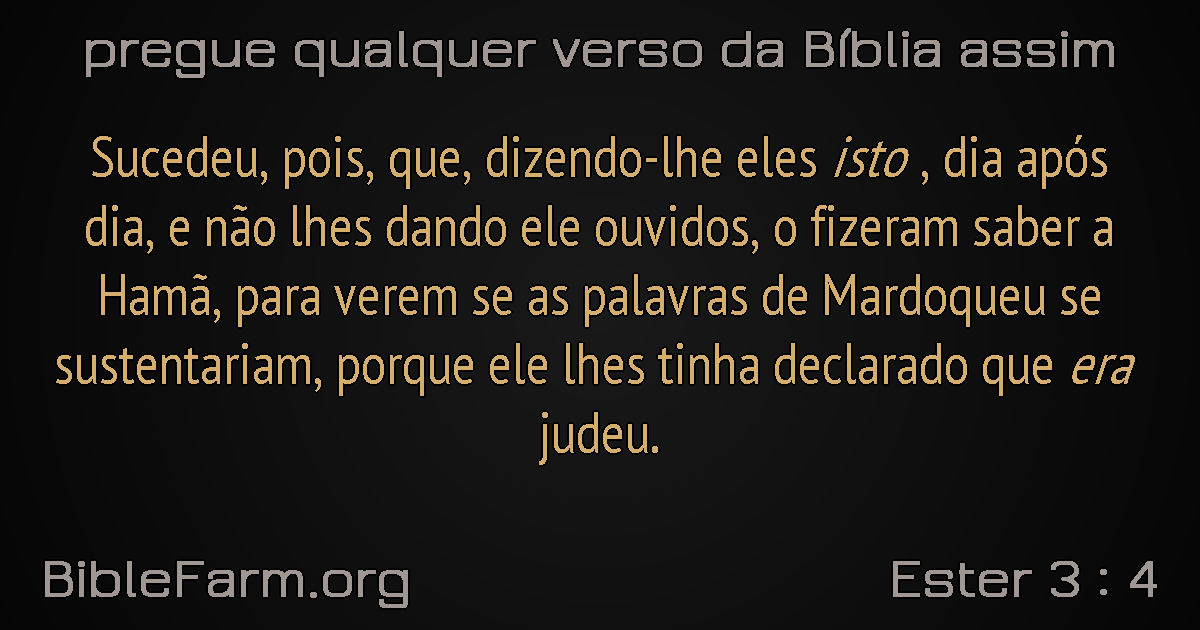 pregue qualquer verso da Bíblia assim
Sucedeu, pois, que, dizendo-lhe eles isto , dia após
dia, e não lhes dando ele ouvidos, o fizeram saber a
Hamã, para verem se as palavras de Mardoqueu se
sustentariam, porque ele lhes tinha declarado que era
judeu.
BibleFarm.org
Ester 3 : 4